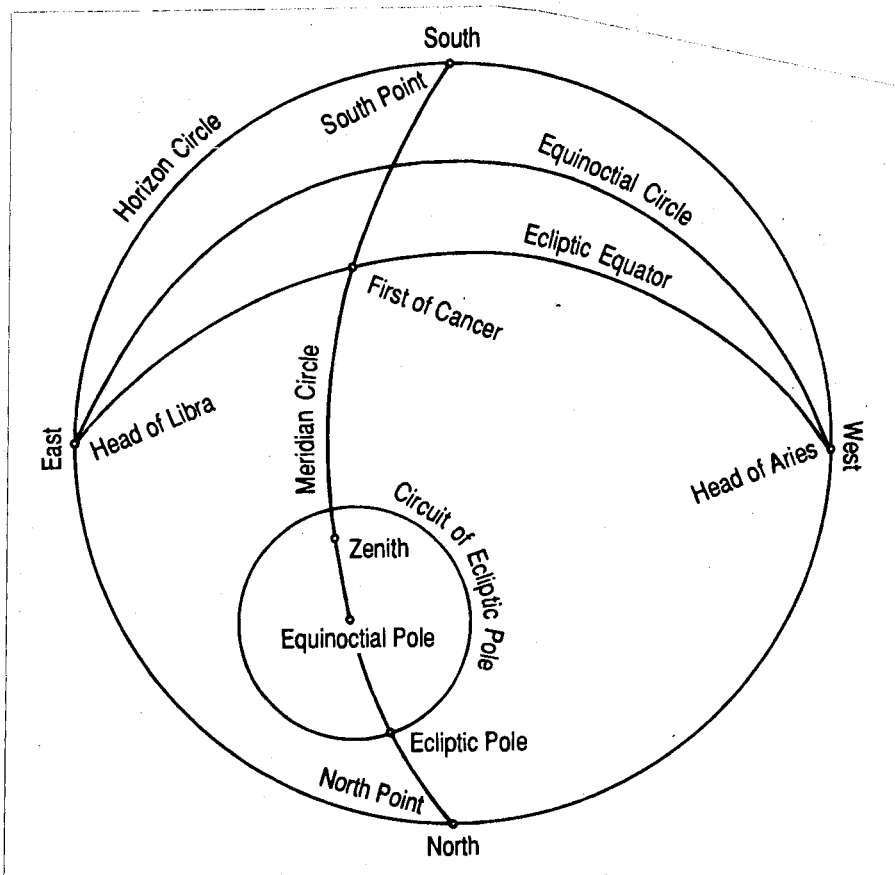 South
South Point
Horizon Circle
Equinoctial Circle
Ecliptic Equator
First of Cancer
Meridian Circle
East
Head of Libra
West
Head of Aries
Circuit of Ecliptic Pole
Zenith
Equinoctial Pole
Ecliptic Pole
North Point
North